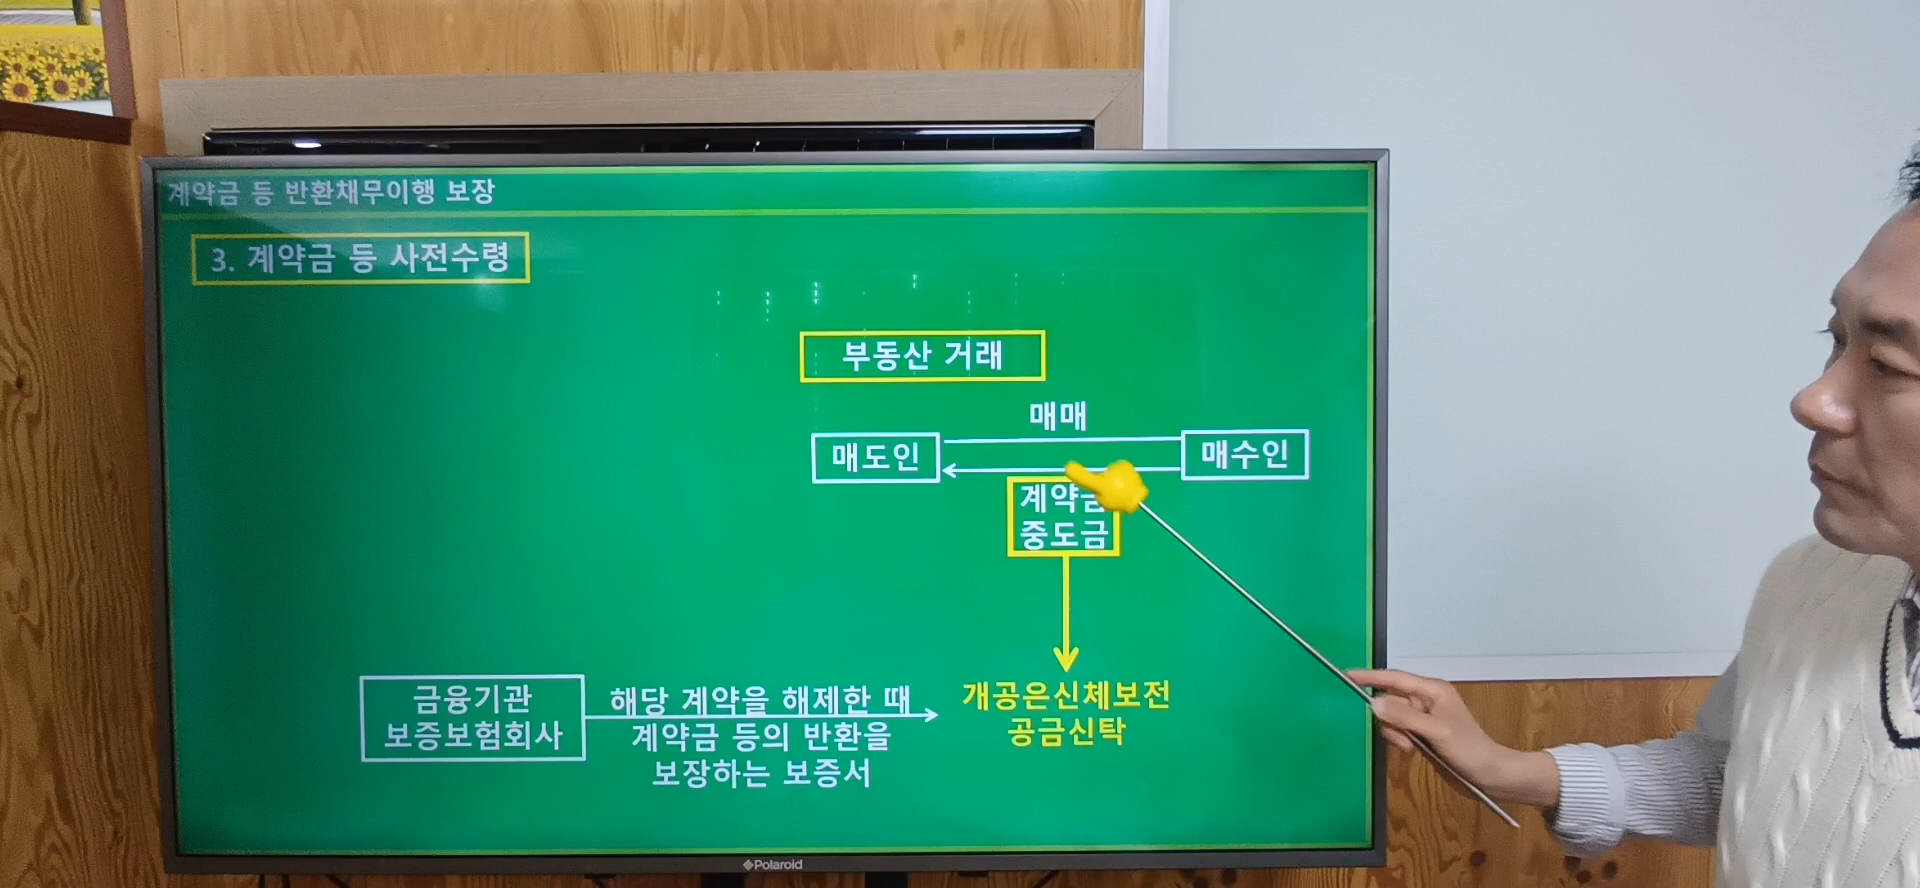 계약금 등 반환채무이행 보장
3. 계약금 등 사전수령
부동산 거래
매매
매도인
매수인
계약금
중도금
금융기관
보증보험회사
해당 계약을 해제한 때
계약금 등의 반환을
보장하는 보증서
개공은신체보전
공금신탁
Polaroid